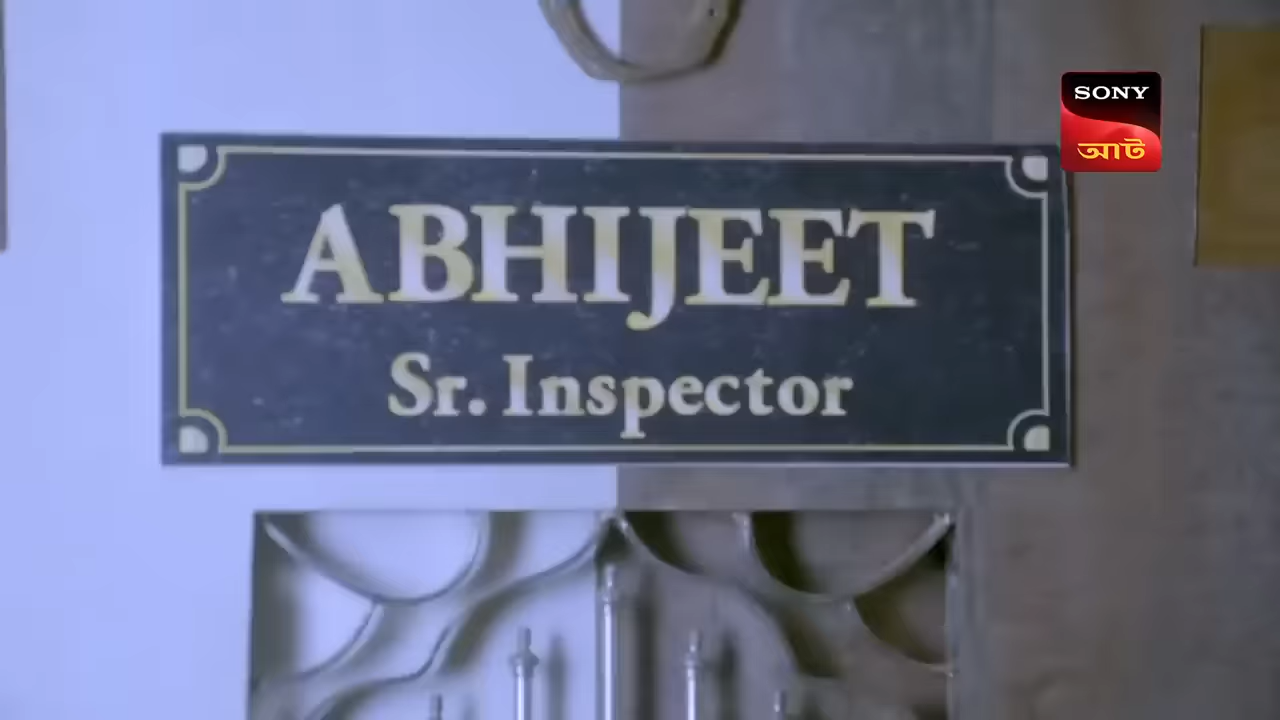 SONY
আট
ABHIJEET
Sr. Inspector